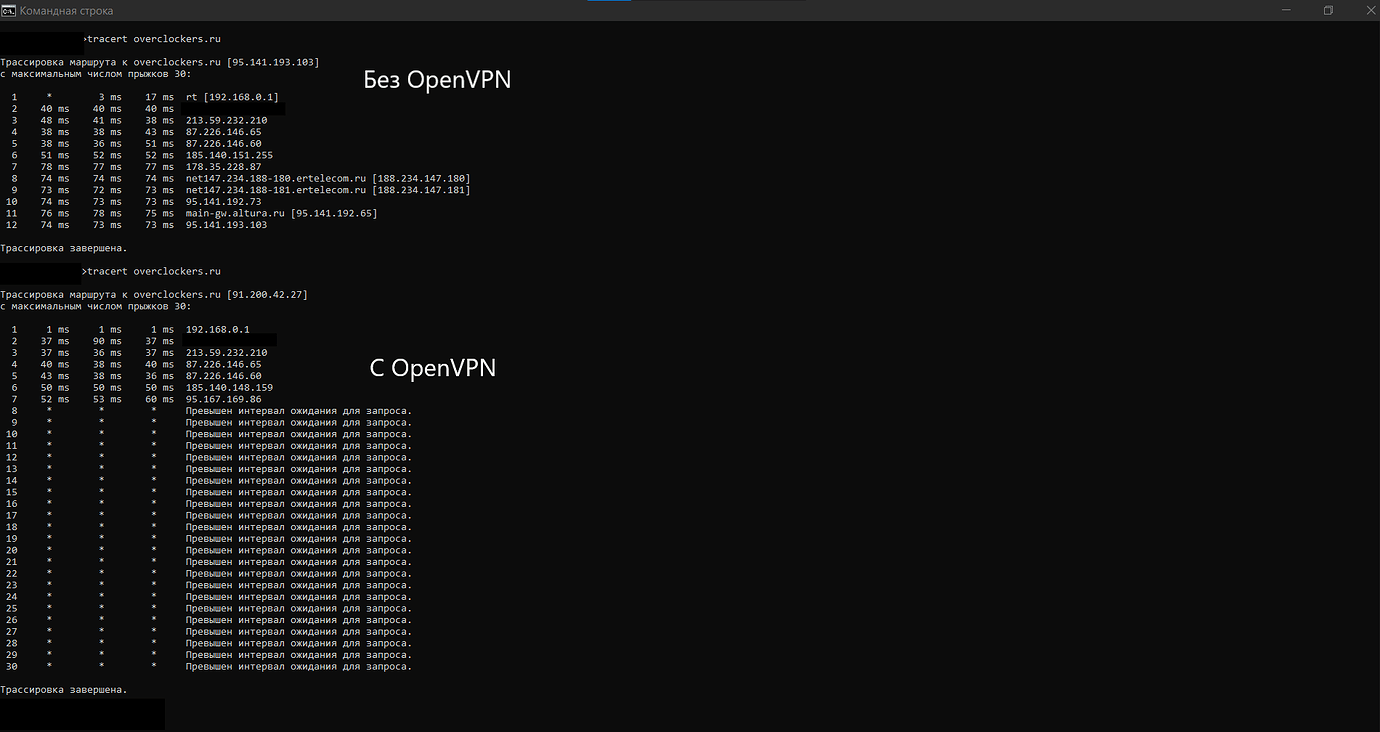 Командная строка
>tracert overclockers.ru
Трассировка маршрута к overclockers.ru [95.141.193.103]
с максимальным числом прыжков 30:
Без OpenVPN
1 * 3 ms 17 ms rt [192.168.0.1]
2 40 ms 40 ms 40 ms
3 48 ms 41 ms 38 ms 213.59.232.210
4 38 ms 38 ms 43 ms 87.226.146.65
5 38 ms 36 ms 51 ms 87.226.146.60
6 51 ms 52 ms 52 ms 185.140.151.255
7 78 ms 77 ms 77 ms 178.35.228.87
8 74 ms 74 ms 74 ms net147.234.188-180.ertelecom.ru [188.234.147.180]
9 73 ms 72 ms 73 ms net147.234.188-181.ertelecom.ru [188.234.147.181]
10 74 ms 73 ms 73 ms 95.141.192.73
11 76 ms 78 ms 75 ms main-gw.altura.ru [95.141.192.65]
12 74 ms 73 ms 73 ms 95.141.193.103
Трассировка завершена.
>tracert overclockers.ru
Трассировка маршрута к overclockers.ru [91.200.42.27]
с максимальным числом прыжков 30:
1 1 ms 1 ms 1 ms 192.168.0.1
2 37 ms 90 ms 37 ms
3 37 ms 36 ms 37 ms 213.59.232.210
4 40 ms 38 ms 40 ms 87.226.146.65
С OpenVPN
5 43 ms 38 ms 36 ms 87.226.146.60
6 50 ms 50 ms 50 ms 185.140.148.159
7 52 ms 53 ms 60 ms 95.167.169.86
8 * * * Превышен интервал ожидания для запроса.
9 * * * Превышен интервал ожидания для запроса.
10 * * * Превышен интервал ожидания для запроса.
11 * * * Превышен интервал ожидания для запроса.
12 * * * Превышен интервал ожидания для запроса.
13 * * * Превышен интервал ожидания для запроса.
14 * * * Превышен интервал ожидания для запроса.
15 * * * Превышен интервал ожидания для запроса.
16 * * * Превышен интервал ожидания для запроса.
17 * * * Превышен интервал ожидания для запроса.
18 * * * Превышен интервал ожидания для запроса.
19 * * * Превышен интервал ожидания для запроса.
20 * * * Превышен интервал ожидания для запроса.
21 * * * Превышен интервал ожидания для запроса.
22 * * * Превышен интервал ожидания для запроса.
23 * * * Превышен интервал ожидания для запроса.
24 * * * Превышен интервал ожидания для запроса.
25 * * * Превышен интервал ожидания для запроса.
26 * * * Превышен интервал ожидания для запроса.
27 * * * Превышен интервал ожидания для запроса.
28 * * * Превышен интервал ожидания для запроса.
29 * * * Превышен интервал ожидания для запроса.
30 * * * Превышен интервал ожидания для запроса.
Трассировка завершена.